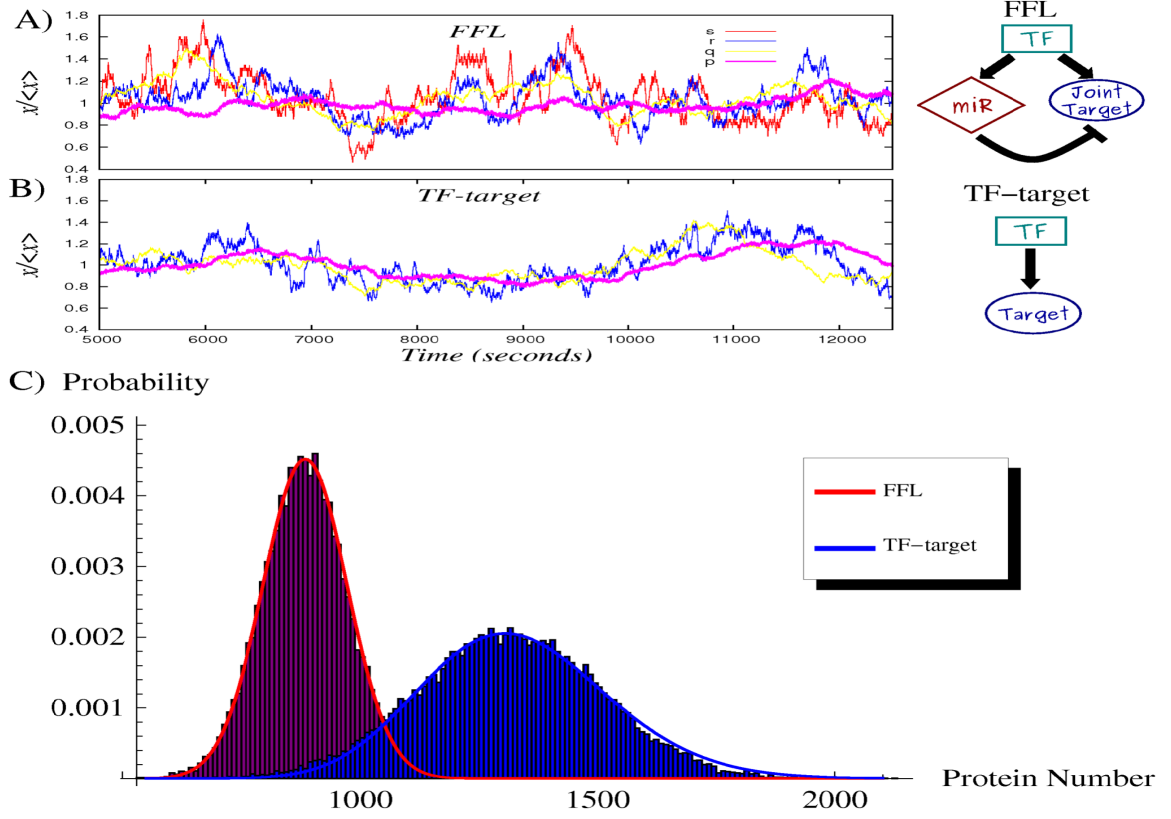 A)
FFL
FFL
TF
miR
Joint
Target
s
r
q
p
x/<x>
1.8
1.6
1.4
1.2
1
0.8
0.6
0.4
B)
TF-target
TF−target
TF
Target
x/<x>
1.8
1.6
1.4
1.2
1
0.8
0.6
0.4
5000 6000 7000 8000 9000 10000 11000 12000
Time (seconds)
C) Probability
0.005
0.004
0.003
0.002
0.001
FFL
TF−target
1000 1500 2000
Protein Number